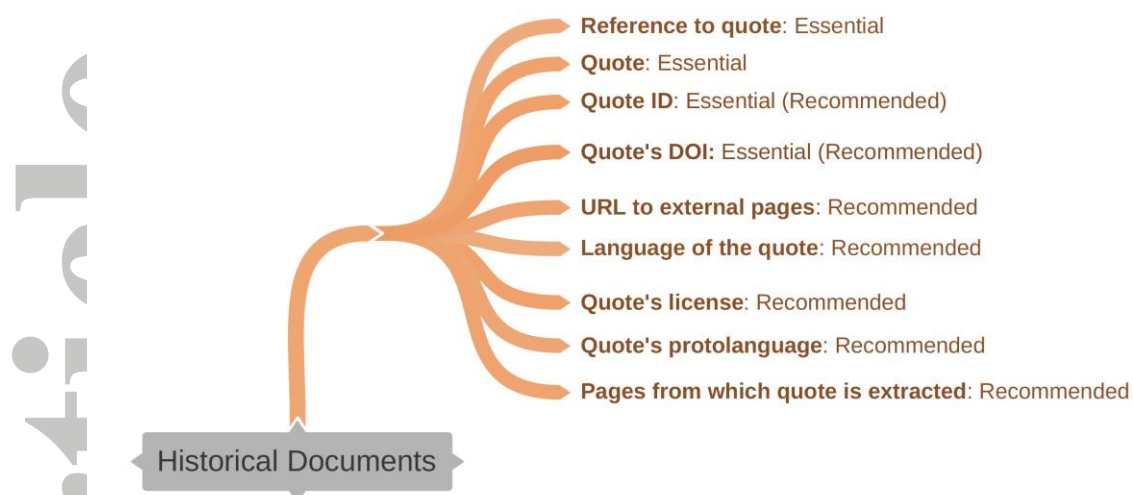 Reference to quote: Essential
Quote: Essential
Quote ID: Essential (Recommended)
Quote's DOI: Essential (Recommended)
URL to external pages: Recommended
Language of the quote: Recommended
Quote's license: Recommended
Quote's protolanguage: Recommended
Pages from which quote is extracted: Recommended
Historical Documents